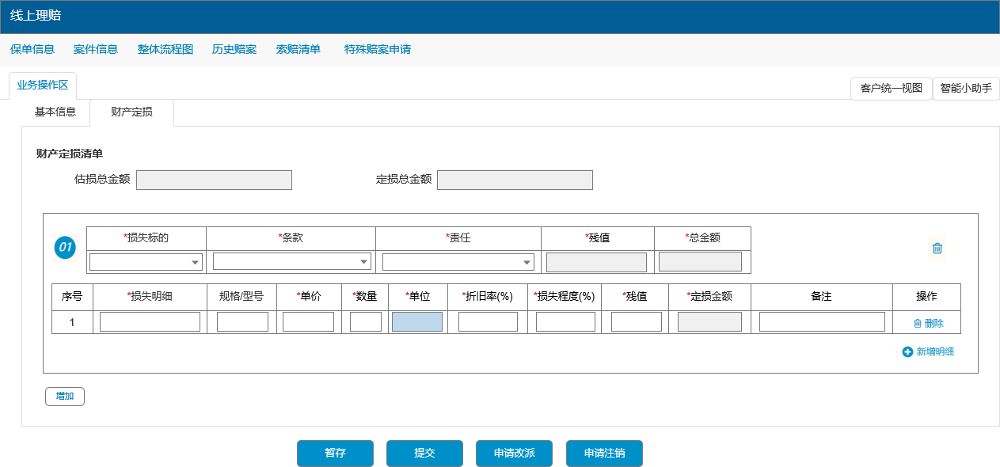 线上理赔
保单信息 案件信息 整体流程图 历史赔案 索赔清单 特殊赔案申请
业务操作区 客户统一视图 智能小助手
基本信息 财产定损
财产定损清单
估损总金额 定损总金额
01 *损失标的 *条款 *责任 *残值 *总金额
序号 *损失明细 规格/型号 *单价 *数量 *单位 *折旧率(%) *损失程度(%) *残值 *定损金额 备注 操作
1 删除
新增明细
增加
暂存 提交 申请改派 申请注销